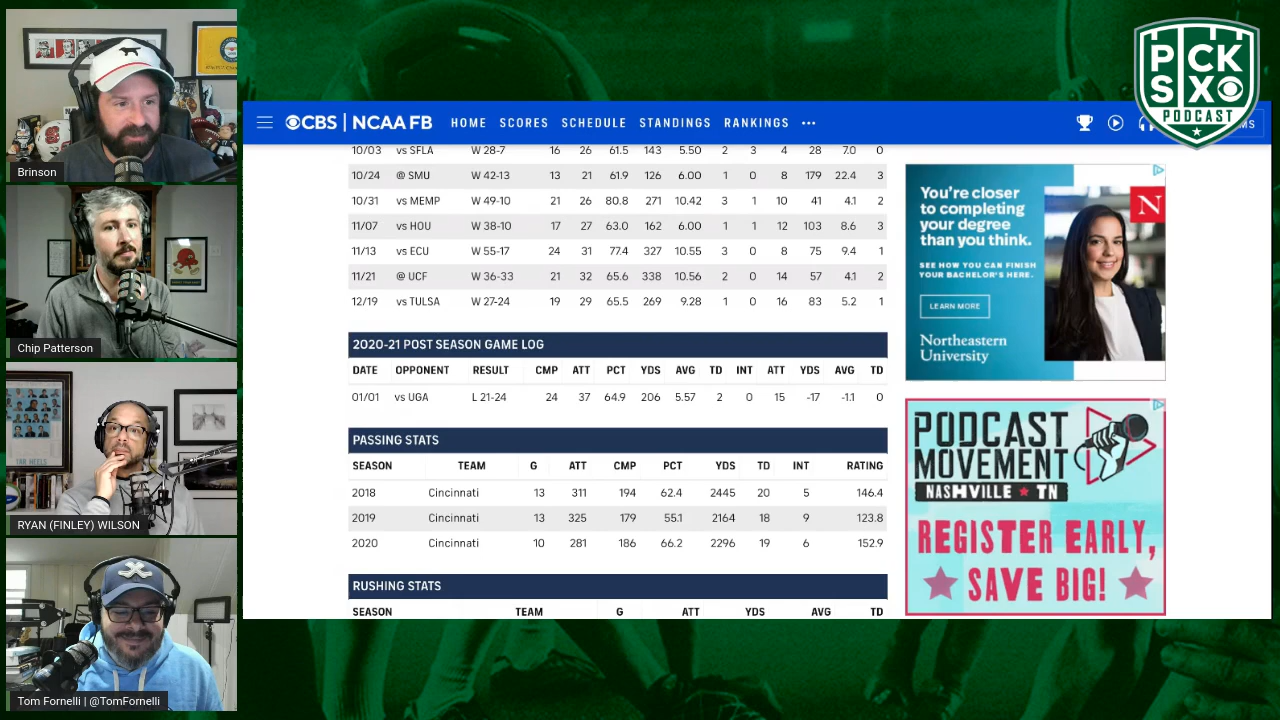 Brinson
Chip Patterson
RYAN (FINLEY) WILSON
Tom Fornelli | @TomFornelli
TAR HEELS
PICK
SIX
PODCAST
CBS | NCAA FB HOME SCORES SCHEDULE STANDINGS RANKINGS •••
10/03 vs SFLA W 28-7 16 26 61.5 143 5.50 2 3 4 28 7.0 0
10/24 @ SMU W 42-13 13 21 61.9 126 6.00 1 0 8 179 22.4 3
10/31 vs MEMP W 49-10 21 26 80.8 271 10.42 3 1 10 41 4.1 2
11/07 vs HOU W 38-10 17 27 63.0 162 6.00 1 1 12 103 8.6 3
11/13 vs ECU W 55-17 24 31 77.4 327 10.55 3 0 8 75 9.4 1
11/21 @ UCF W 36-33 21 32 65.6 338 10.56 2 0 14 57 4.1 2
12/19 vs TULSA W 27-24 19 29 65.5 269 9.28 1 0 16 83 5.2 1
2020-21 POST SEASON GAME LOG
DATE OPPONENT RESULT CMP ATT PCT YDS AVG TD INT ATT YDS AVG TD
01/01 vs UGA L 21-24 24 37 64.9 206 5.57 2 0 15 -17 -1.1 0
PASSING STATS
SEASON TEAM G ATT CMP PCT YDS TD INT RATING
2018 Cincinnati 13 311 194 62.4 2445 20 5 146.4
2019 Cincinnati 13 325 179 55.1 2164 18 9 123.8
2020 Cincinnati 10 281 186 66.2 2296 19 6 152.9
RUSHING STATS
SEASON TEAM G ATT YDS AVG TD
You're closer
to completing
your degree
than you think.
SEE HOW YOU CAN FINISH
YOUR BACHELOR'S HERE.
LEARN MORE
Northeastern
University
N
PODCAST
MOVEMENT
NASHVILLE ★ TN
REGISTER EARLY,
SAVE BIG!